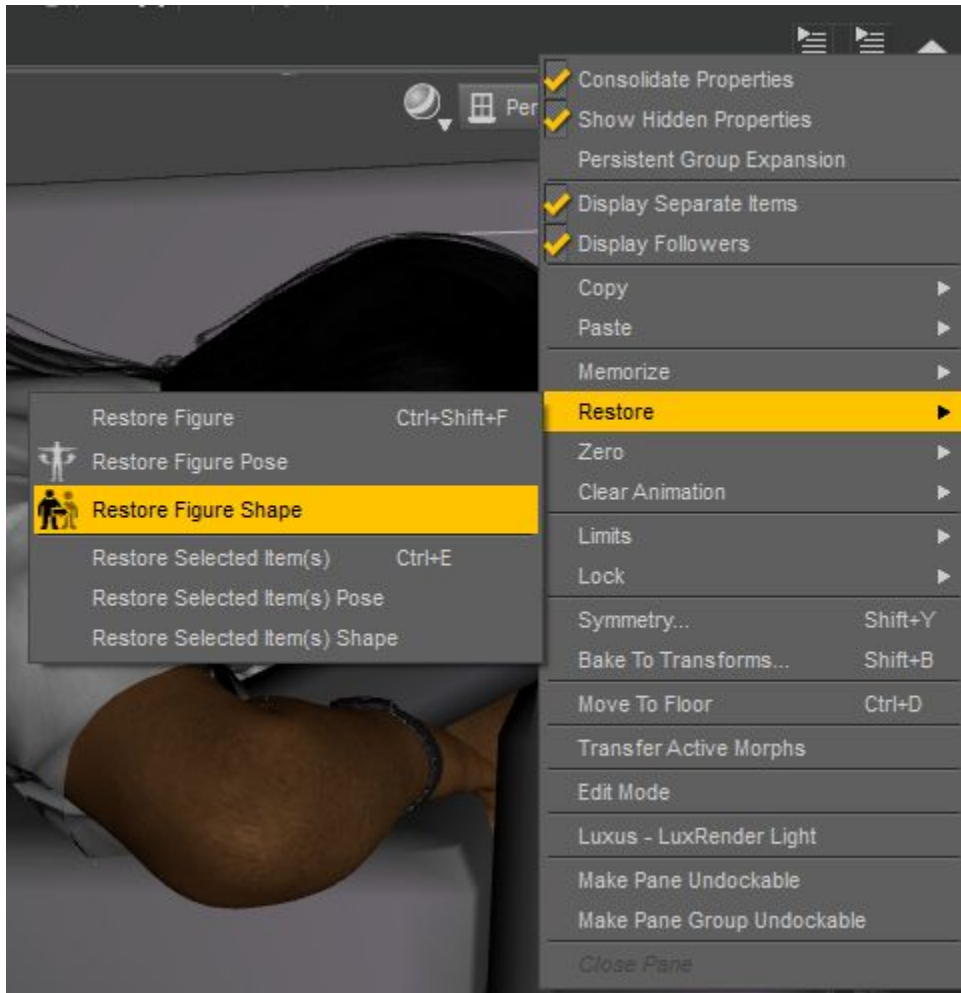 Per
Consolidate Properties
Show Hidden Properties
Persistent Group Expansion
Display Separate Items
Display Followers
Copy
Paste
Memorize
Restore
Zero
Clear Animation
Limits
Lock
Symmetry... Shift+Y
Bake To Transforms... Shift+B
Move To Floor Ctrl+D
Transfer Active Morphs
Edit Mode
Luxus - LuxRender Light
Make Pane Undockable
Make Pane Group Undockable
Close Pane
Restore Figure Ctrl+Shift+F
Restore Figure Pose
Restore Figure Shape
Restore Selected Item(s) Ctrl+E
Restore Selected Item(s) Pose
Restore Selected Item(s) Shape